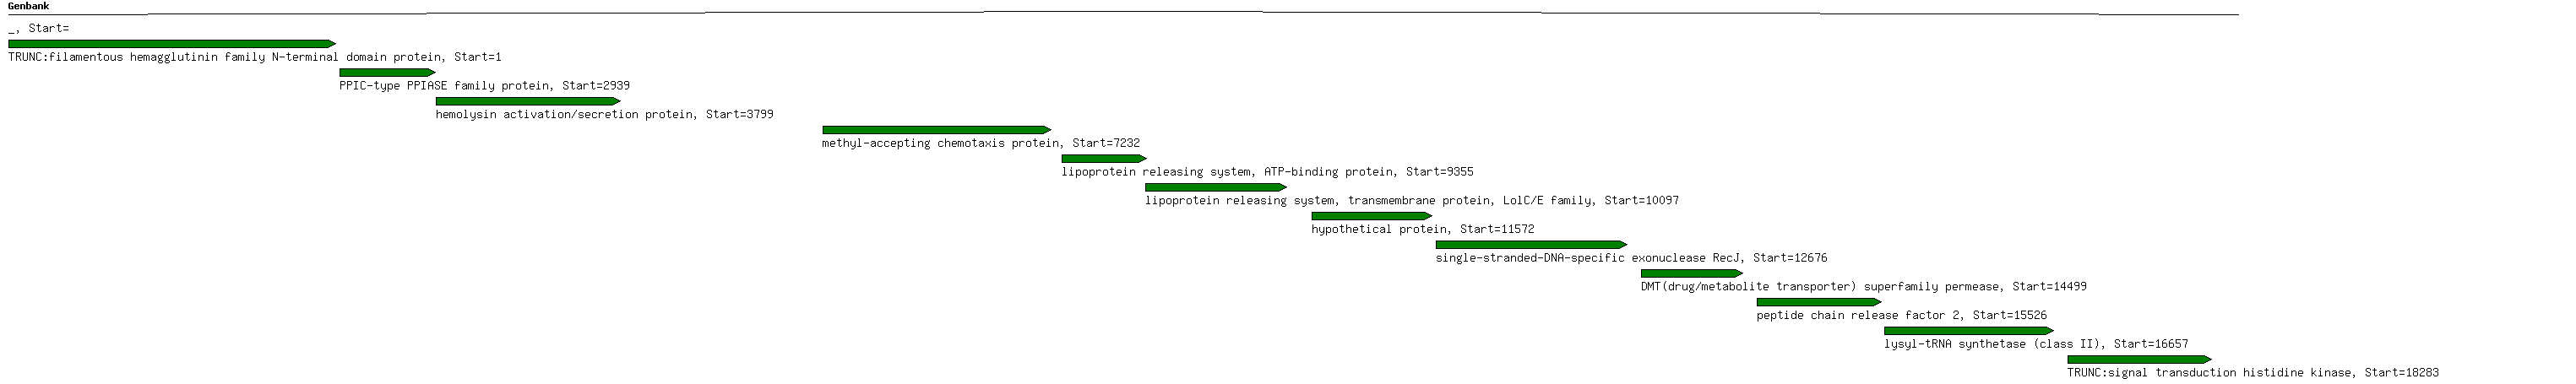 Genbank
_, Start=
TRUNC:filamentous hemagglutinin family N-terminal domain protein, Start=1
PPIC-type PPIASE family protein, Start=2939
hemolysin activation/secretion protein, Start=3799
methyl-accepting chemotaxis protein, Start=7232
lipoprotein releasing system, ATP-binding protein, Start=9355
lipoprotein releasing system, transmembrane protein, LolC/E family, Start=10097
hypothetical protein, Start=11572
single-stranded-DNA-specific exonuclease RecJ, Start=12676
DMT(drug/metabolite transporter) superfamily permease, Start=14499
peptide chain release factor 2, Start=15526
lysyl-tRNA synthetase (class II), Start=16657
TRUNC:signal transduction histidine kinase, Start=18283